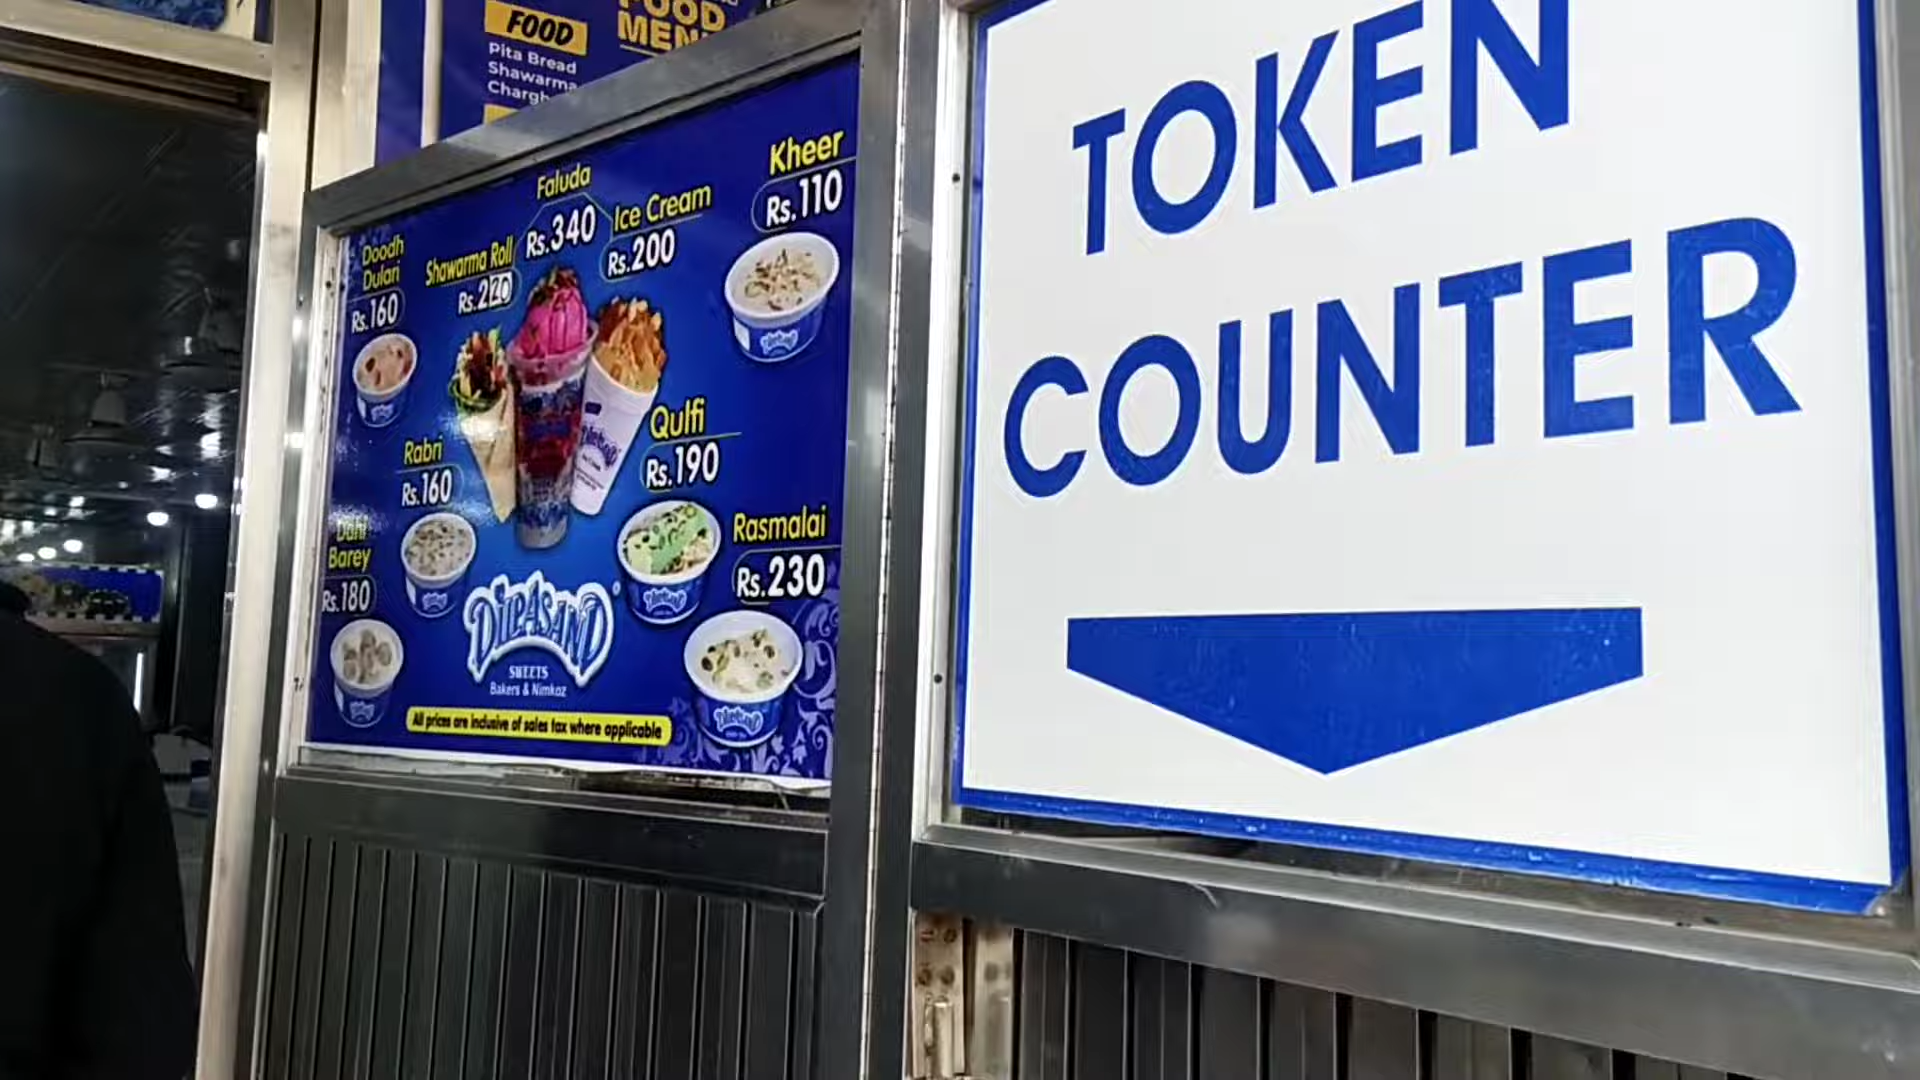 FOOD
Pita Bread
Shawarma
FOOD
Faluda
Rs.340
Ice Cream
Rs.200
Kheer
Rs.110
Doodh
Dulari
Rs.160
Shawarma Roll
Rs.220
Qulfi
Rs.190
Rabri
Rs.160
Rasmalai
Rs.230
Dahi
Barey
Rs.180
DILPASAND
SWEETS
Bakers & Nimkoz
All prices are inclusive of sales tax where applicable
TOKEN
COUNTER